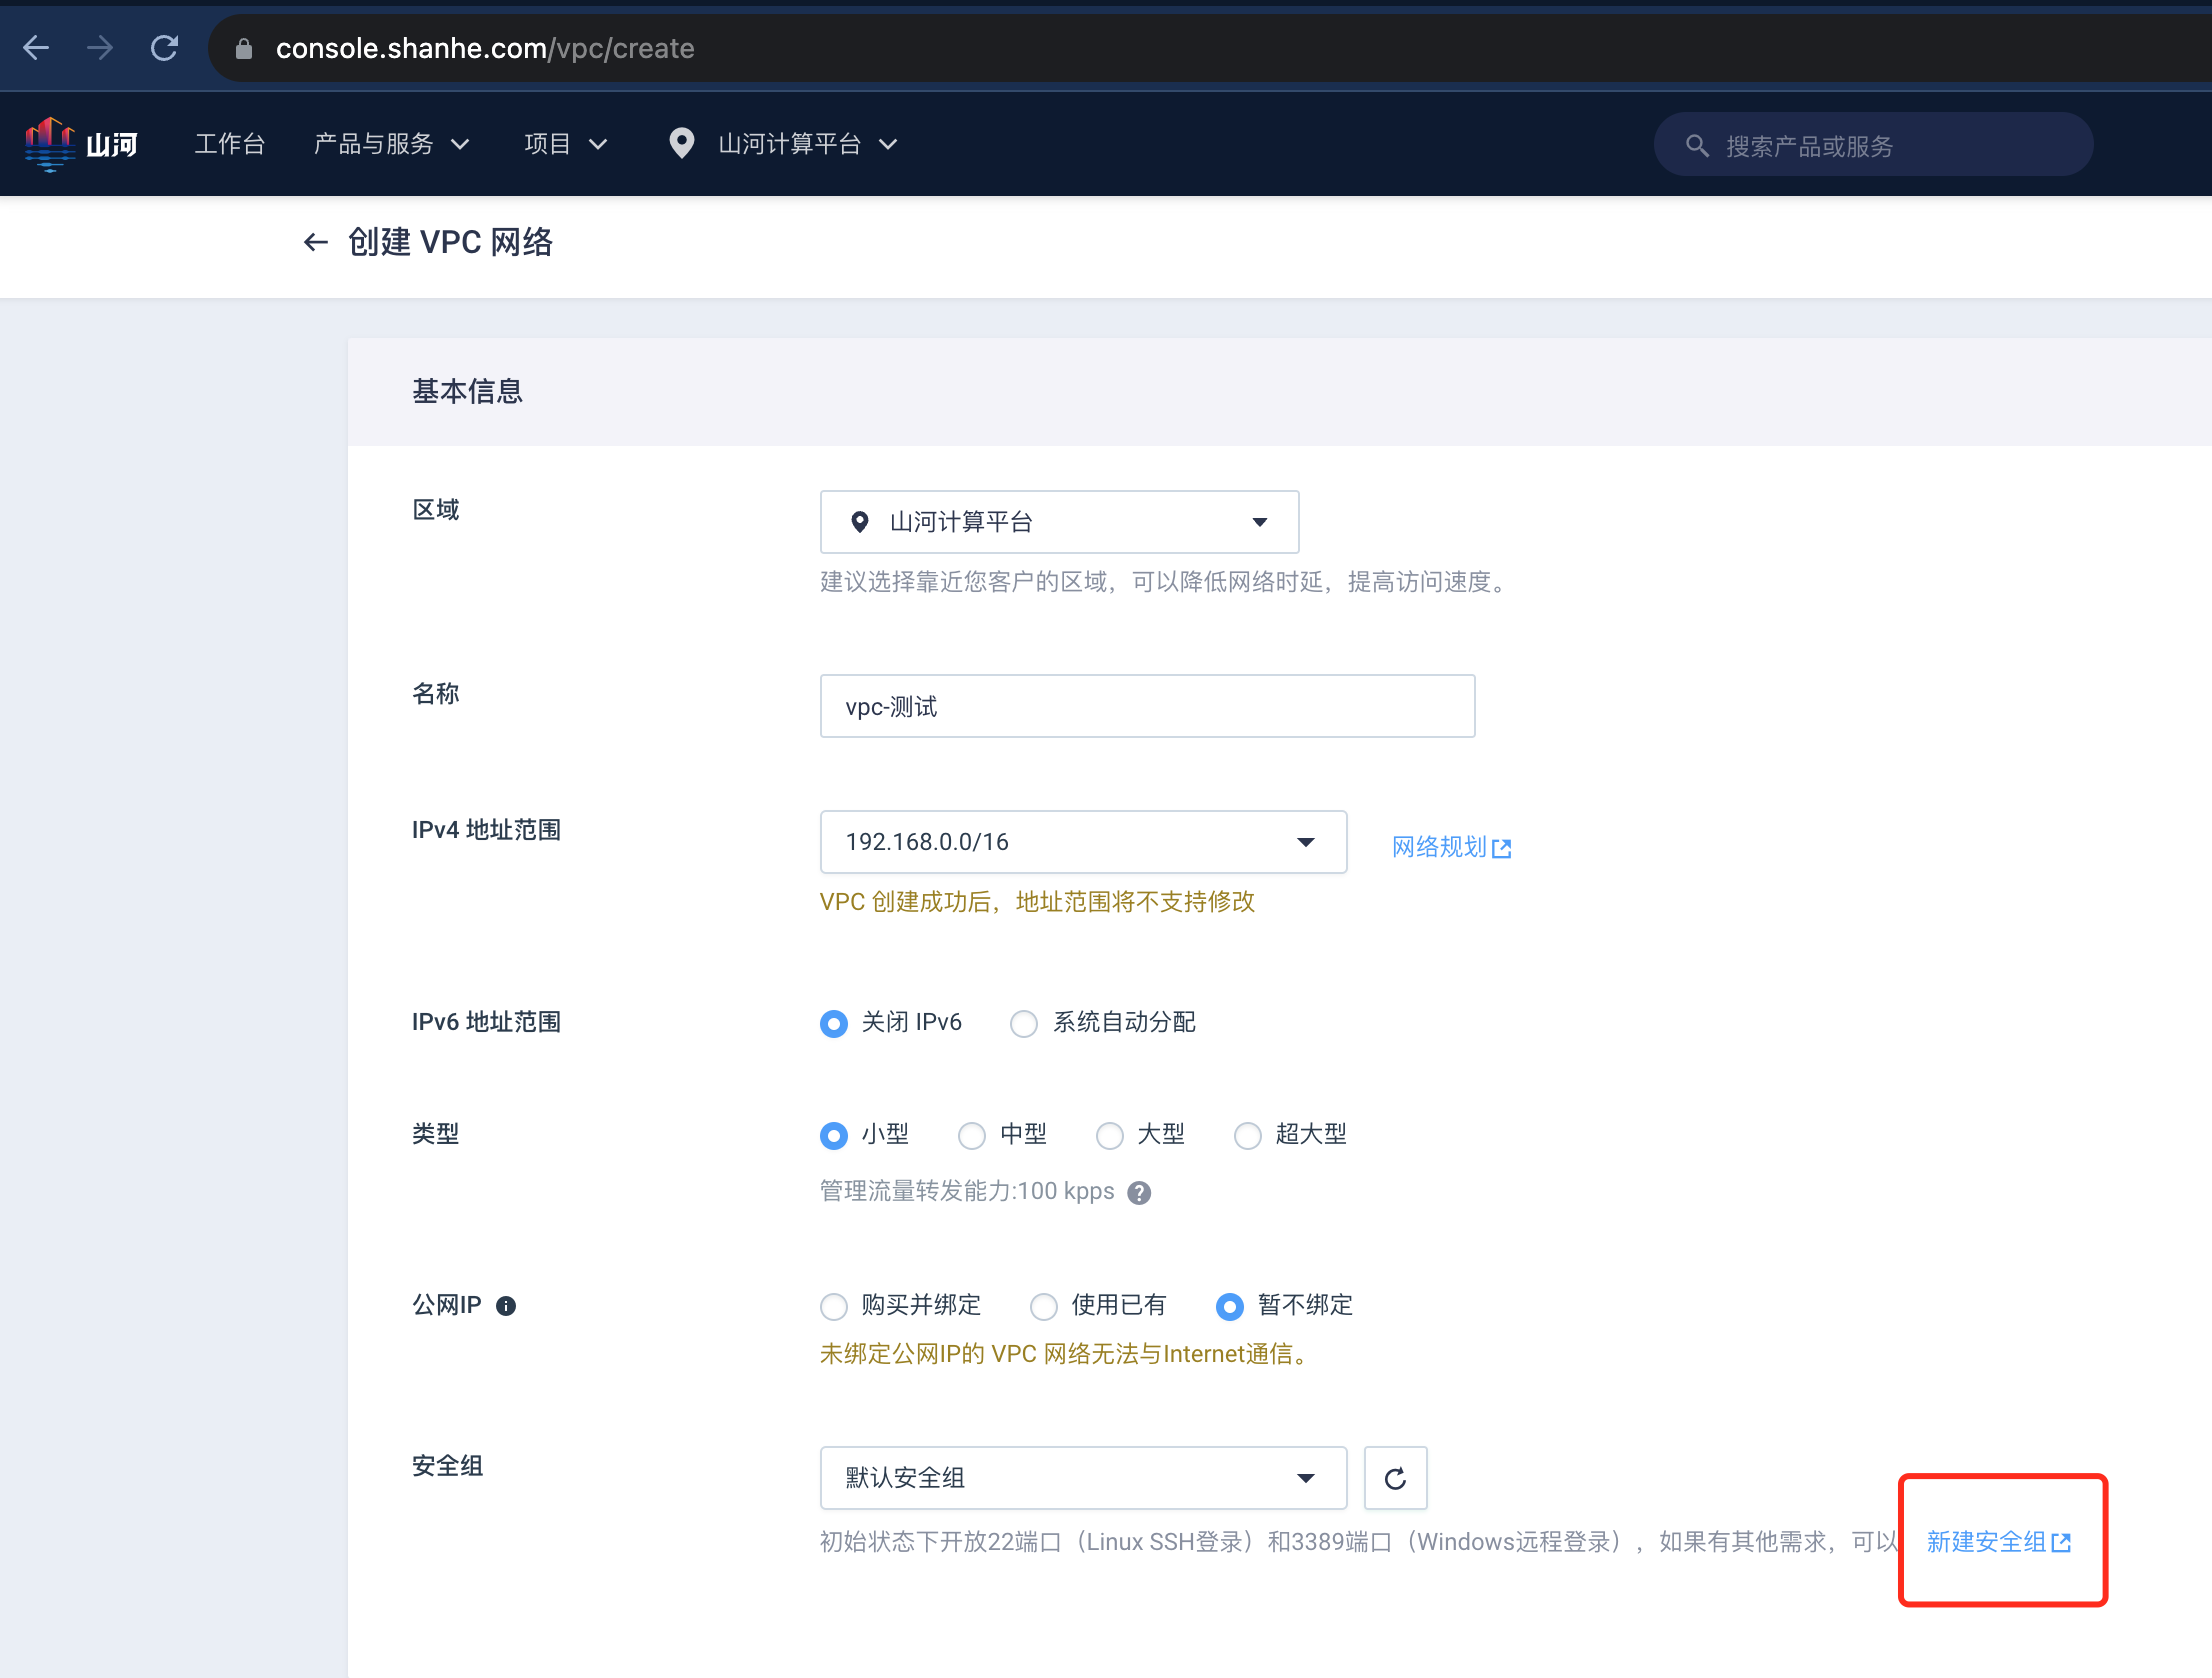 console.shanhe.com/vpc/create
山河 工作台 产品与服务 项目 山河计算平台 搜索产品或服务
创建 VPC 网络
基本信息
区域 山河计算平台
建议选择靠近您客户的区域，可以降低网络时延，提高访问速度。
名称 vpc-测试
IPv4 地址范围 192.168.0.0/16 网络规划
VPC 创建成功后，地址范围将不支持修改
IPv6 地址范围 关闭 IPv6 系统自动分配
类型 小型 中型 大型 超大型
管理流量转发能力:100 kpps
公网IP 购买并绑定 使用已有 暂不绑定
未绑定公网IP的 VPC 网络无法与Internet通信。
安全组 默认安全组
初始状态下开放22端口（Linux SSH登录）和3389端口（Windows远程登录），如果有其他需求，可以 新建安全组